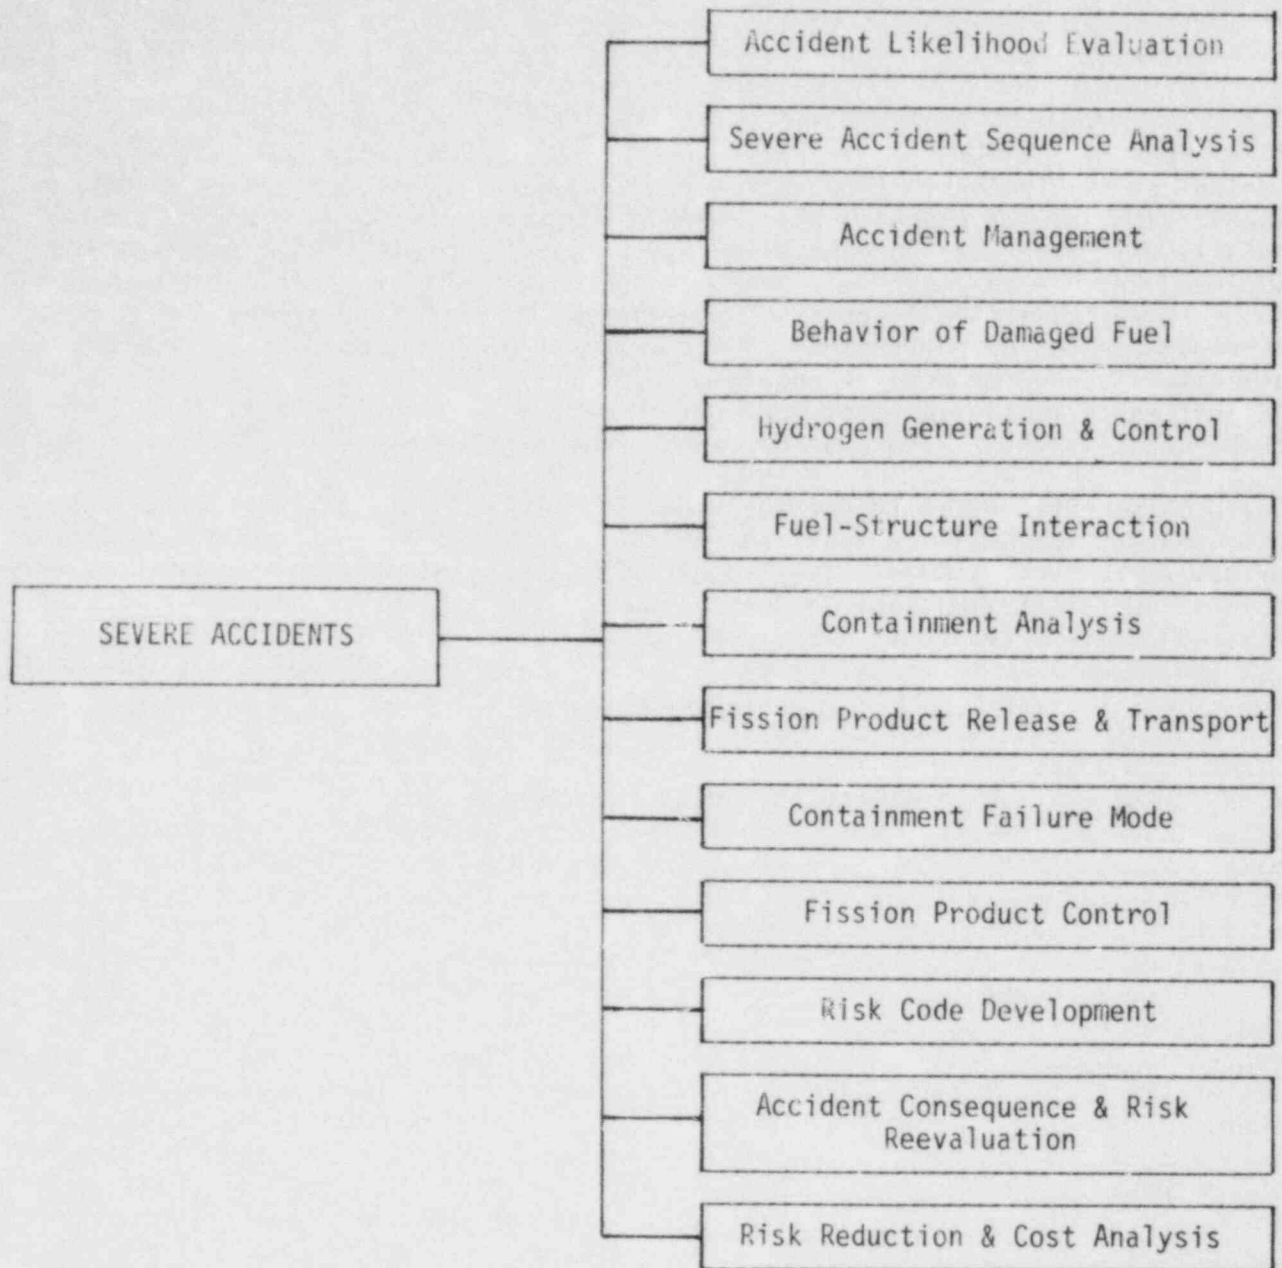 Accident Likelihood Evaluation
Severe Accident Sequence Analysis
Accident Management
Behavior of Damaged Fuel
Hydrogen Generation & Control
Fuel-Structure Interaction
SEVERE ACCIDENTS
Containment Analysis
Fission Product Release & Transport
Containment Failure Mode
Fission Product Control
Risk Code Development
Accident Consequence & Risk
Reevaluation
Risk Reduction & Cost Analysis